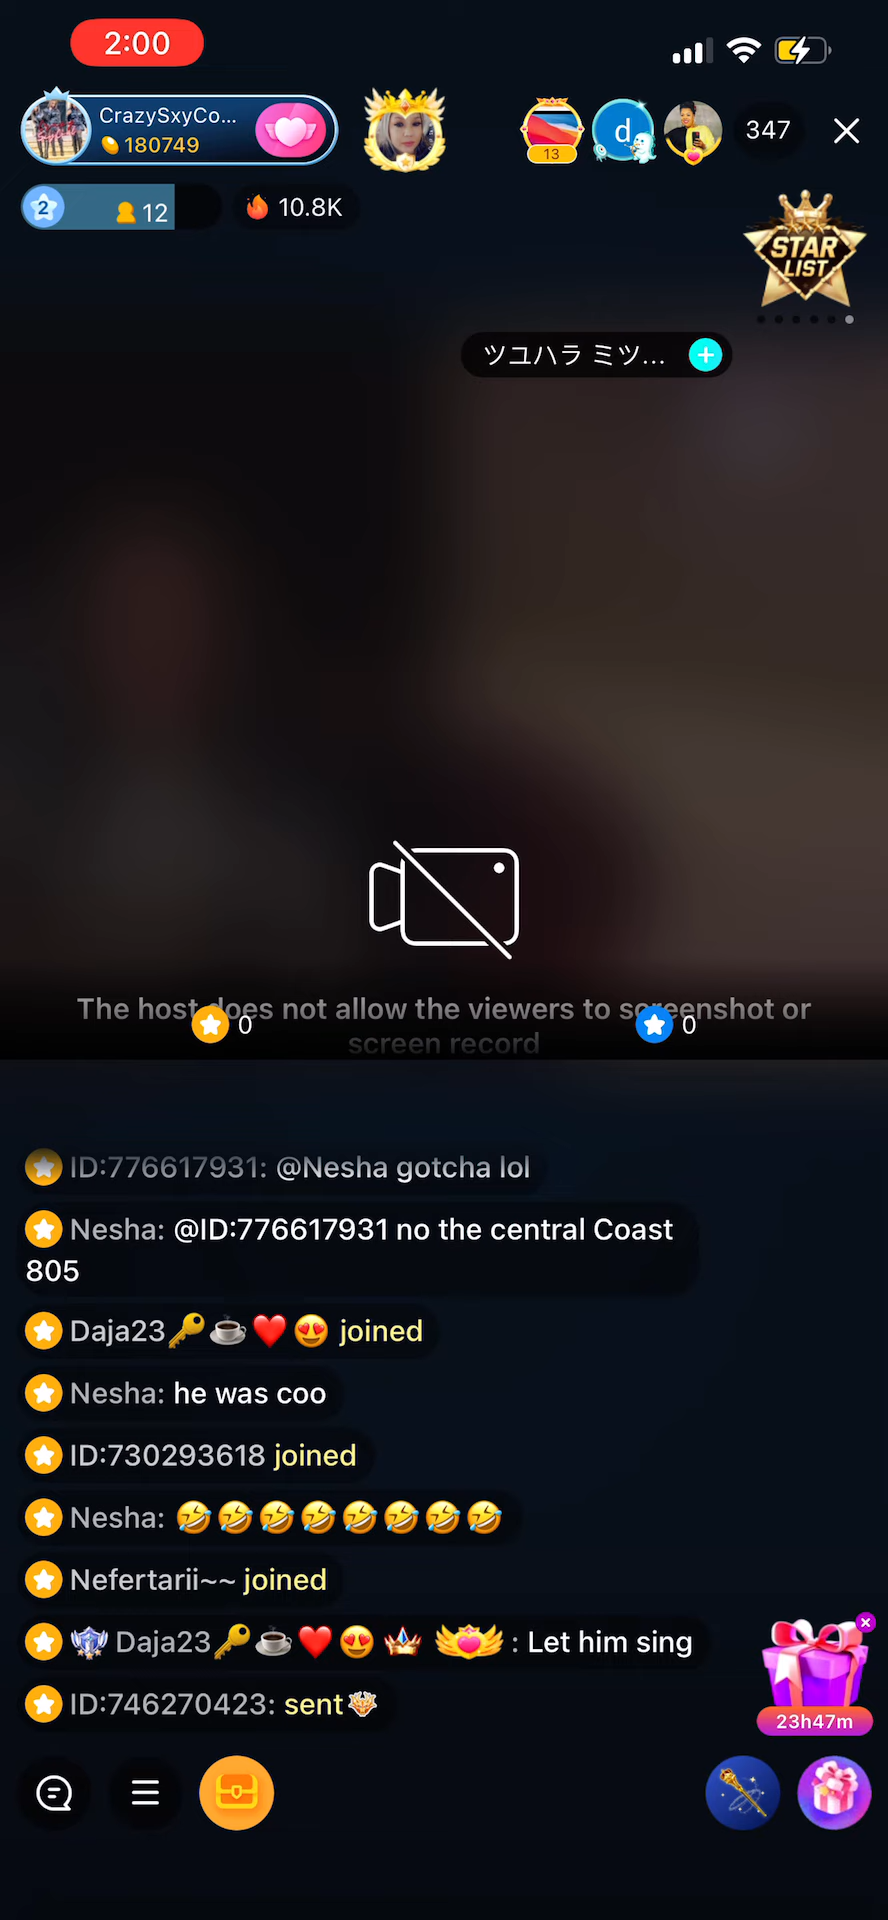 2:00
CrazySxyCo...
180749
13
d
347
2
12
10.8K
STAR
LIST
ツユハラ ミツ...
The host does not allow the viewers to screenshot or
screen record
0
0
ID:776617931: @Nesha gotcha lol
Nesha: @ID:776617931 no the central Coast
805
Daja23🔑☕❤️😍 joined
Nesha: he was coo
ID:730293618 joined
Nesha: 🤣🤣🤣🤣🤣🤣🤣🤣
Nefertarii~~ joined
Daja23🔑☕❤️😍 : Let him sing
ID:746270423: sent
23h47m